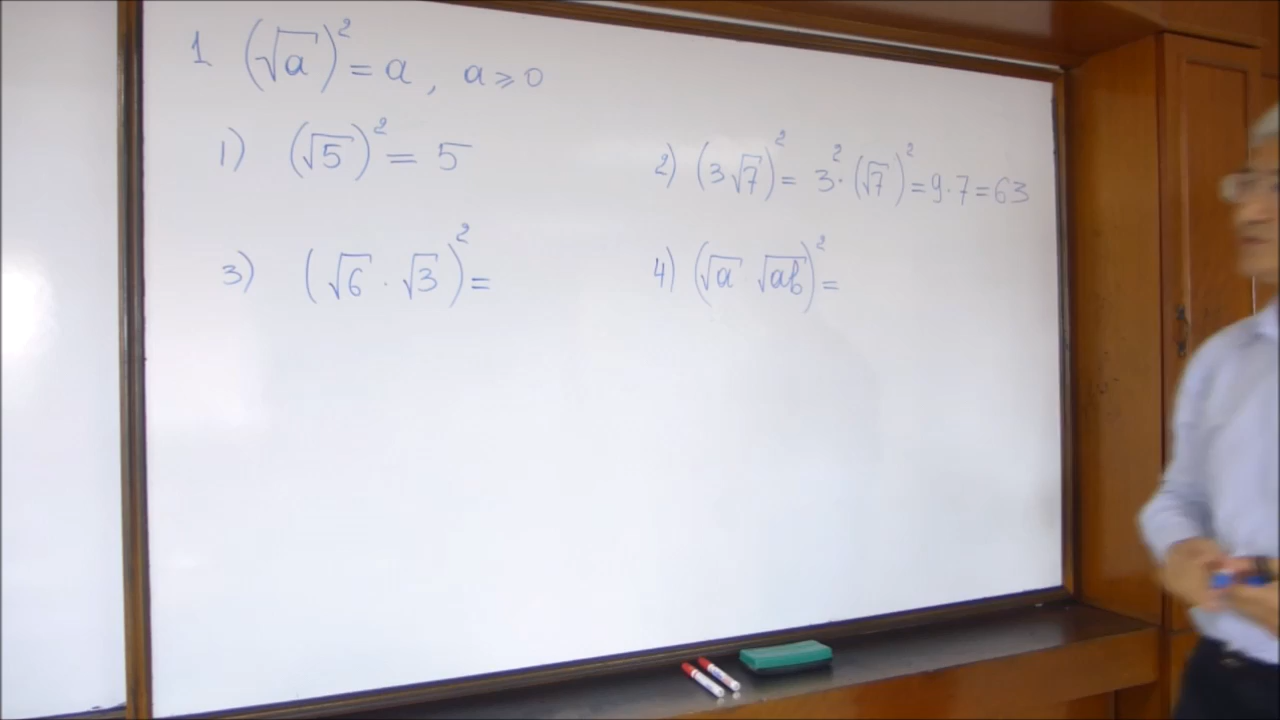 1 (√a)² = a, a ⩾ 0
1) (√5)² = 5
2) (3√7)² = 3² · (√7)² = 9 · 7 = 63
3) (√6 · √3)² =
4) (√a √ab)² =